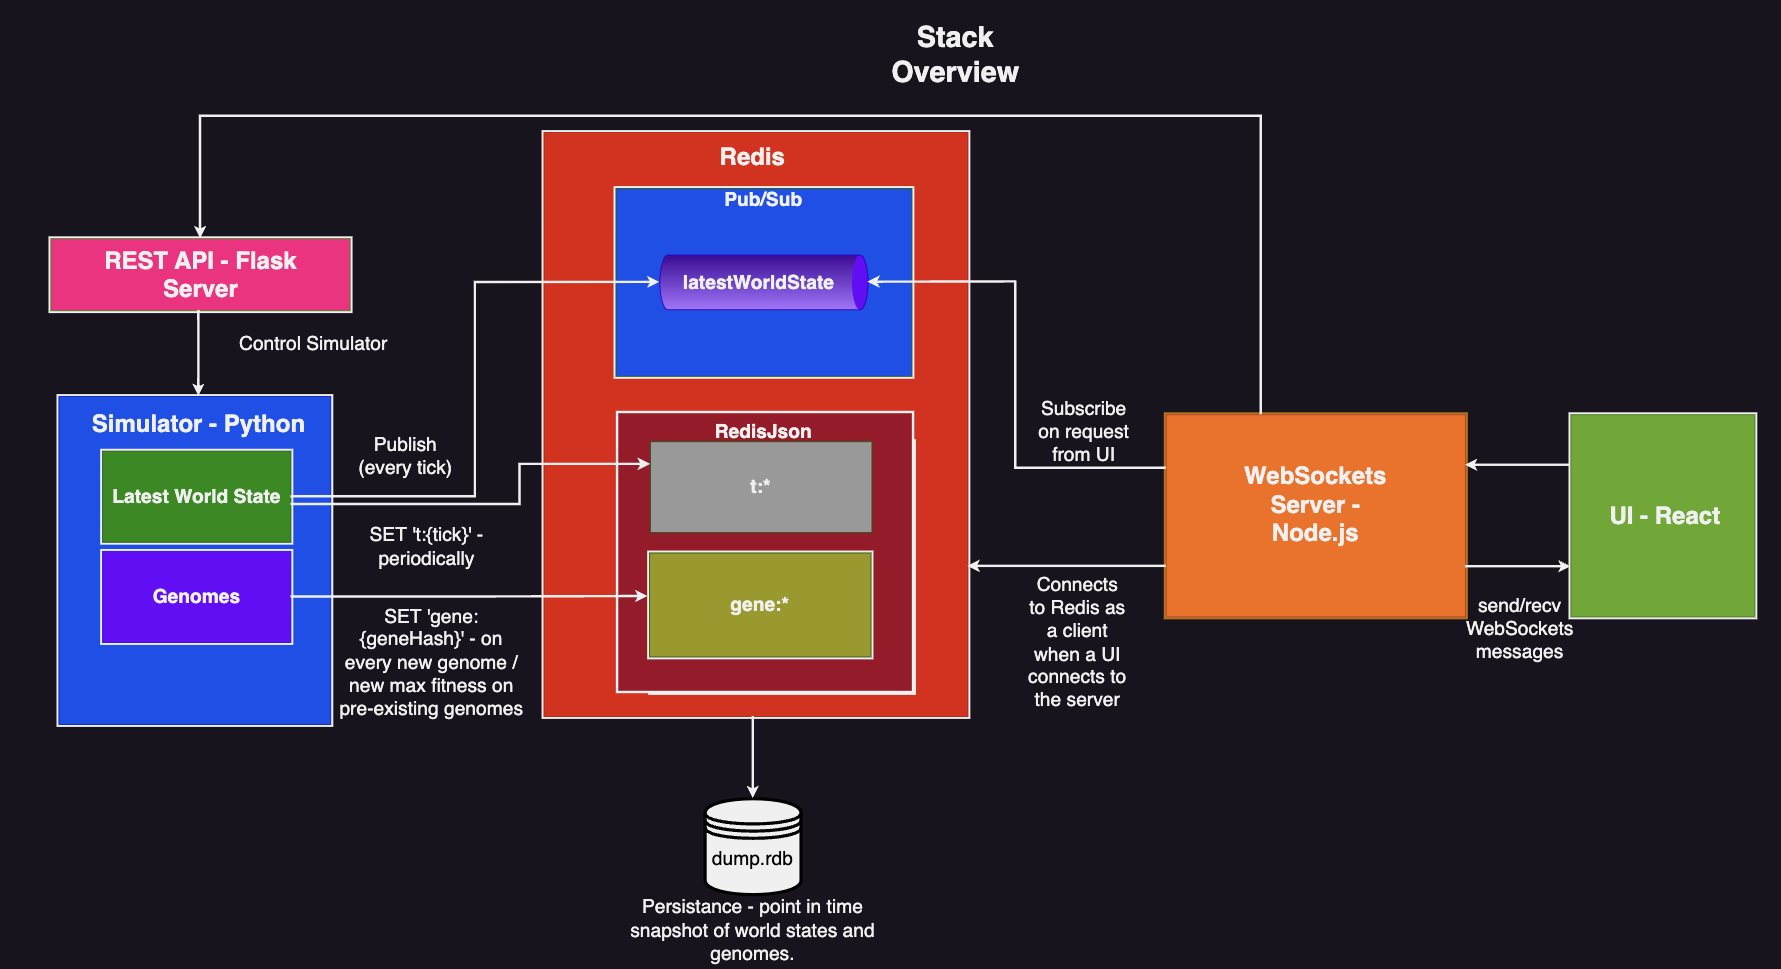 Stack
Overview
Redis
Pub/Sub
latestWorldState
REST API - Flask
Server
Control Simulator
Simulator - Python
Latest World State
Genomes
Publish
(every tick)
SET 't:{tick}' -
periodically
SET 'gene:
{geneHash}' - on
every new genome /
new max fitness on
pre-existing genomes
RedisJson
t:*
gene:*
Subscribe
on request
from UI
Connects
to Redis as
a client
when a UI
connects to
the server
WebSockets
Server -
Node.js
UI - React
send/recv
WebSockets
messages
dump.rdb
Persistance - point in time
snapshot of world states and
genomes.